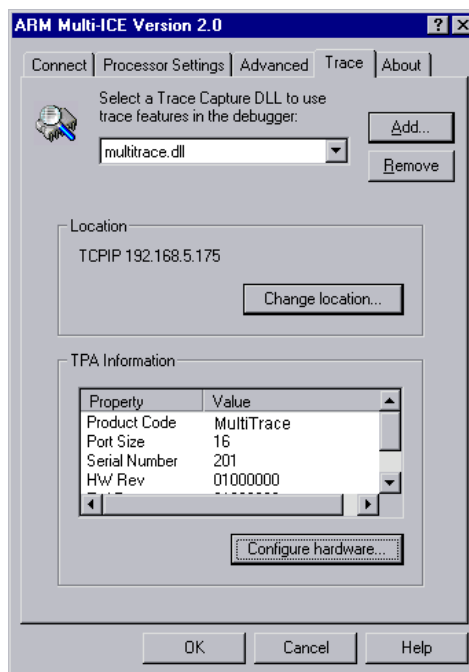 ARM Multi-ICE Version 2.0
Connect Processor Settings Advanced Trace About
Select a Trace Capture DLL to use
trace features in the debugger:
Add...
multitrace.dll
Remove
Location
TCPIP 192.168.5.175
Change location...
TPA Information
Property Value
Product Code MultiTrace
Port Size 16
Serial Number 201
HW Rev 01000000
Configure hardware...
OK Cancel Help